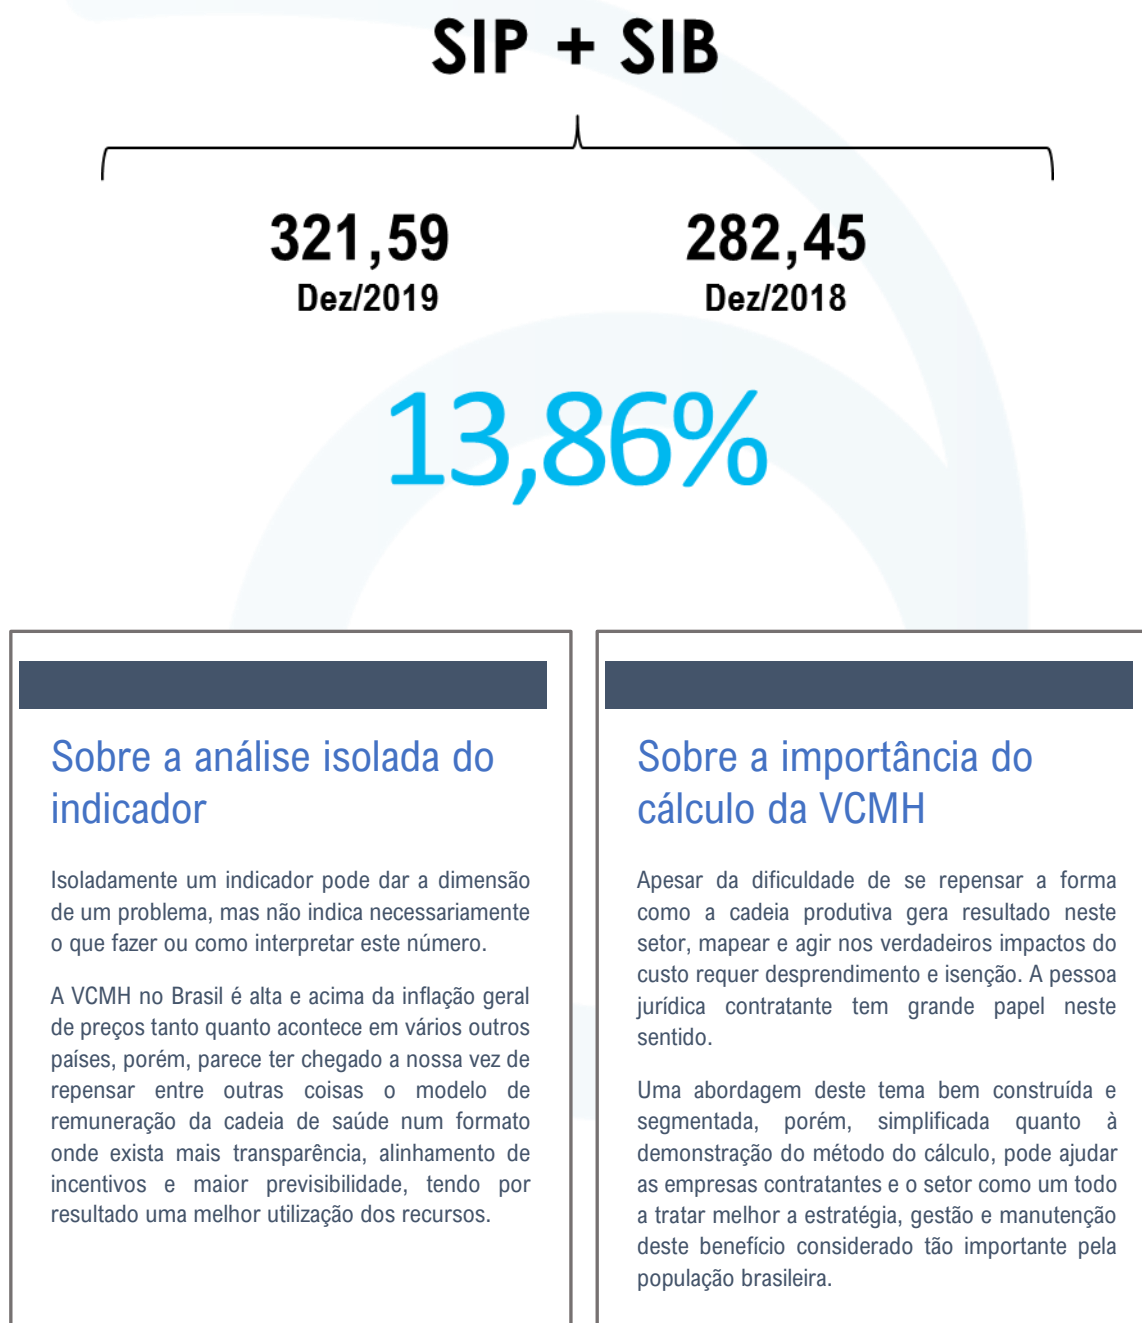 SIP + SIB
321,59
Dez/2019
282,45
Dez/2018
13,86%
Sobre a análise isolada do
indicador
Isoladamente um indicador pode dar a dimensão
de um problema, mas não indica necessariamente
o que fazer ou como interpretar este número.
A VCMH no Brasil é alta e acima da inflação geral
de preços tanto quanto acontece em vários outros
países, porém, parece ter chegado a nossa vez de
repensar entre outras coisas o modelo de
remuneração da cadeia de saúde num formato
onde exista mais transparência, alinhamento de
incentivos e maior previsibilidade, tendo por
resultado uma melhor utilização dos recursos.
Sobre a importância do
cálculo da VCMH
Apesar da dificuldade de se repensar a forma
como a cadeia produtiva gera resultado neste
setor, mapear e agir nos verdadeiros impactos do
custo requer desprendimento e isenção. A pessoa
jurídica contratante tem grande papel neste
sentido.
Uma abordagem deste tema bem construída e
segmentada, porém, simplificada quanto à
demonstração do método do cálculo, pode ajudar
as empresas contratantes e o setor como um todo
a tratar melhor a estratégia, gestão e manutenção
deste benefício considerado tão importante pela
população brasileira.